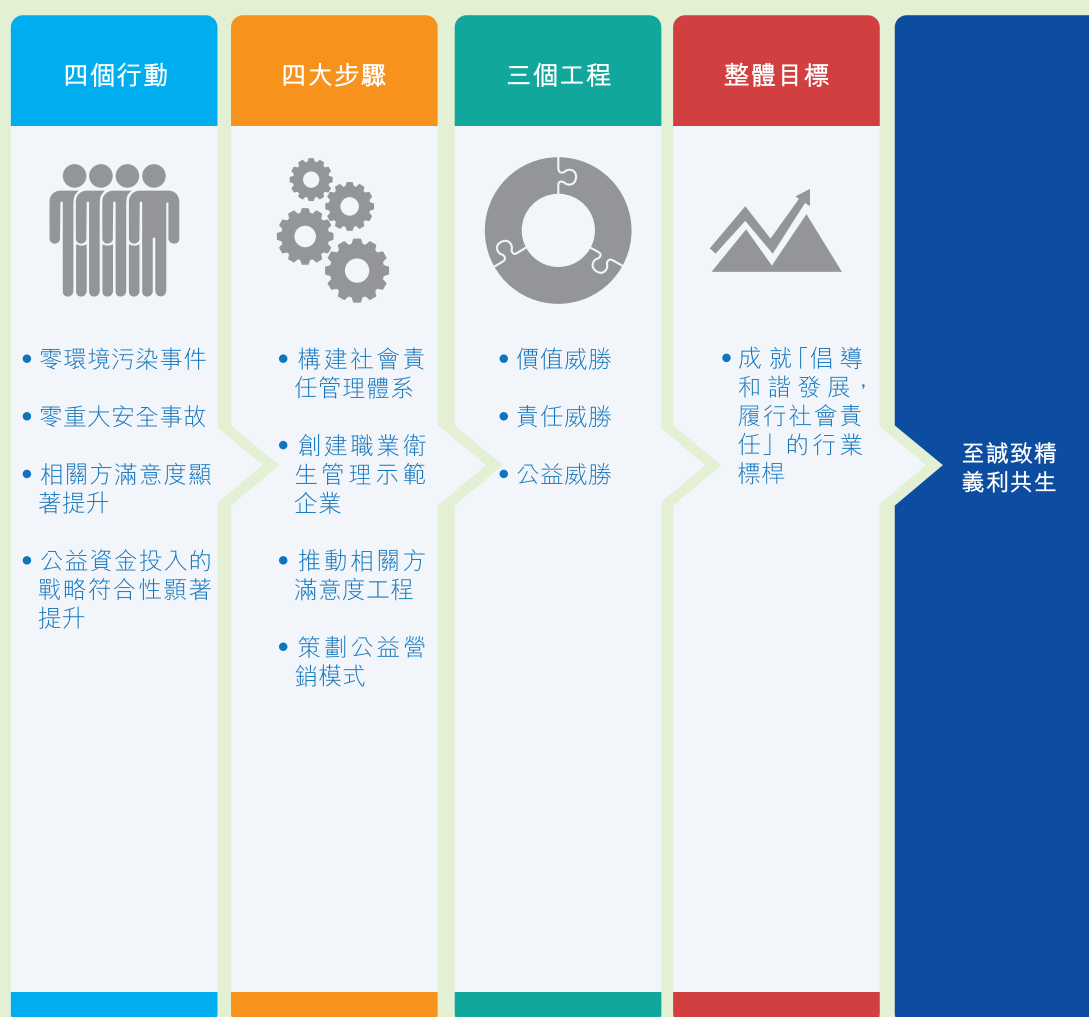 四個行動
• 零環境污染事件
• 零重大安全事故
• 相關方滿意度顯
著提升
• 公益資金投入的
戰略符合性顯著
提升
四大步驟
• 構建社會責
任管理體系
• 創建職業衛
生管理示範
企業
• 推動相關方
滿意度工程
• 策劃公益營
銷模式
三個工程
• 價值威勝
• 責任威勝
• 公益威勝
整體目標
• 成就「倡導
和諧發展，
履行社會責
任」的行業
標桿
至誠致精
義利共生